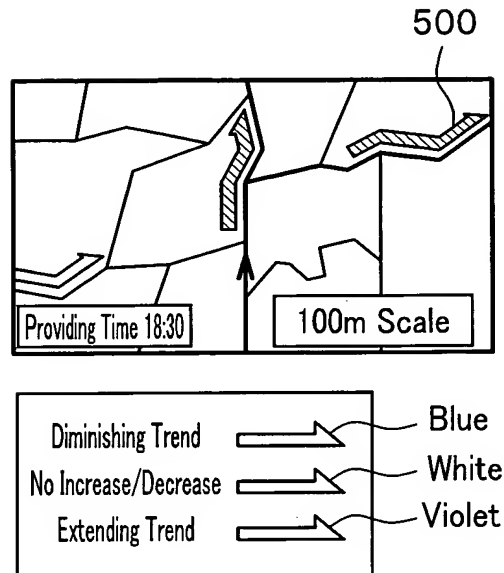 500
Providing Time 18:30
100m Scale
Diminishing Trend
Blue
No Increase/Decrease
White
Extending Trend
Violet